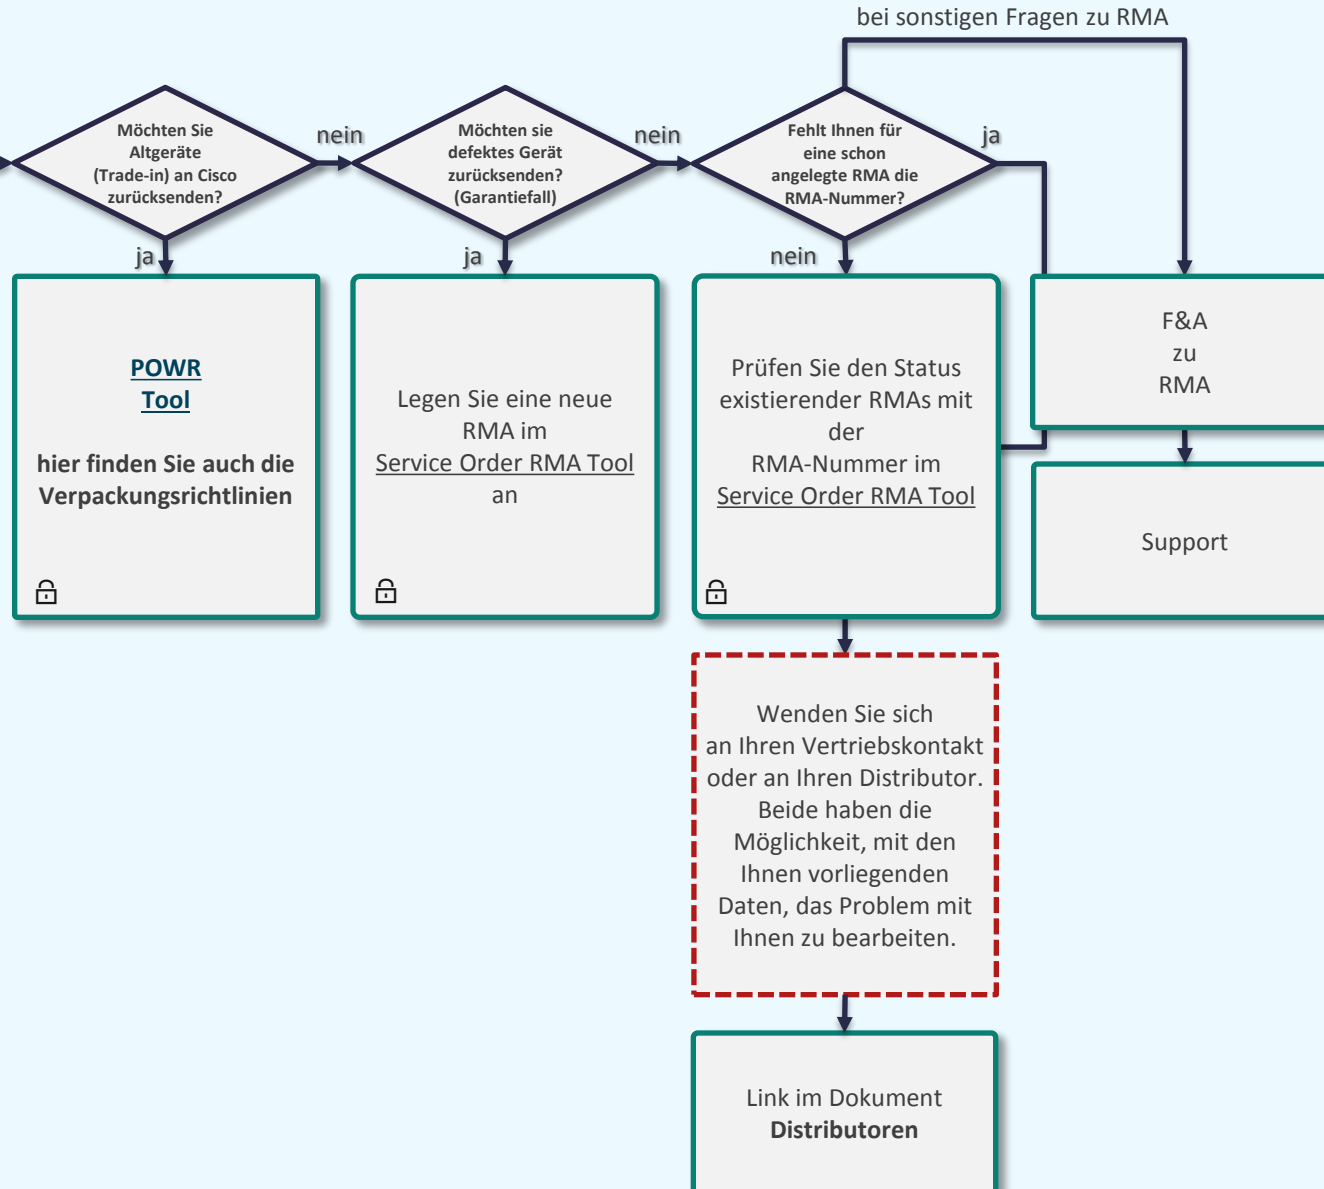 bei sonstigen Fragen zu RMA
Möchten Sie
Altgeräte
(Trade-in) an Cisco
zurücksenden?
nein
Möchten sie
defektes Gerät
zurücksenden?
(Garantiefall)
nein
Fehlt Ihnen für
eine schon
angelegte RMA die
RMA-Nummer?
ja
ja
ja
nein
POWR
Tool
hier finden Sie auch die
Verpackungsrichtlinien
Legen Sie eine neue
RMA im
Service Order RMA Tool
an
Prüfen Sie den Status
existierender RMAs mit
der
RMA-Nummer im
Service Order RMA Tool
F&A
zu
RMA
Support
Wenden Sie sich
an Ihren Vertriebskontakt
oder an Ihren Distributor.
Beide haben die
Möglichkeit, mit den
Ihnen vorliegenden
Daten, das Problem mit
Ihnen zu bearbeiten.
Link im Dokument
Distributoren